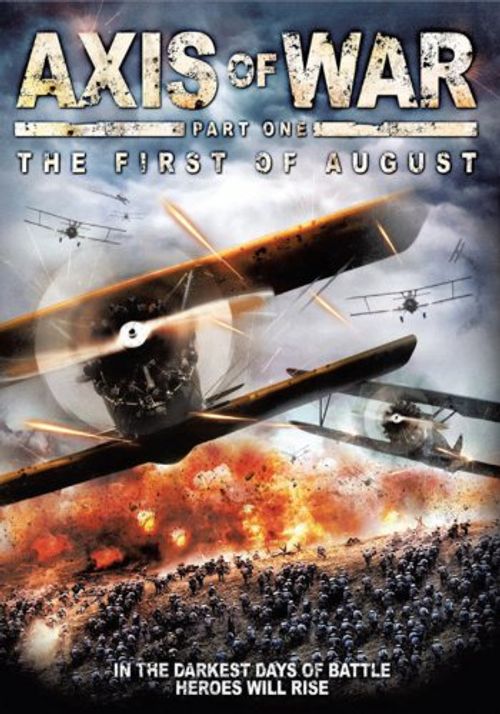 AXIS OF WAR
PART ONE
THE FIRST OF AUGUST
IN THE DARKEST DAYS OF BATTLE
HEROES WILL RISE